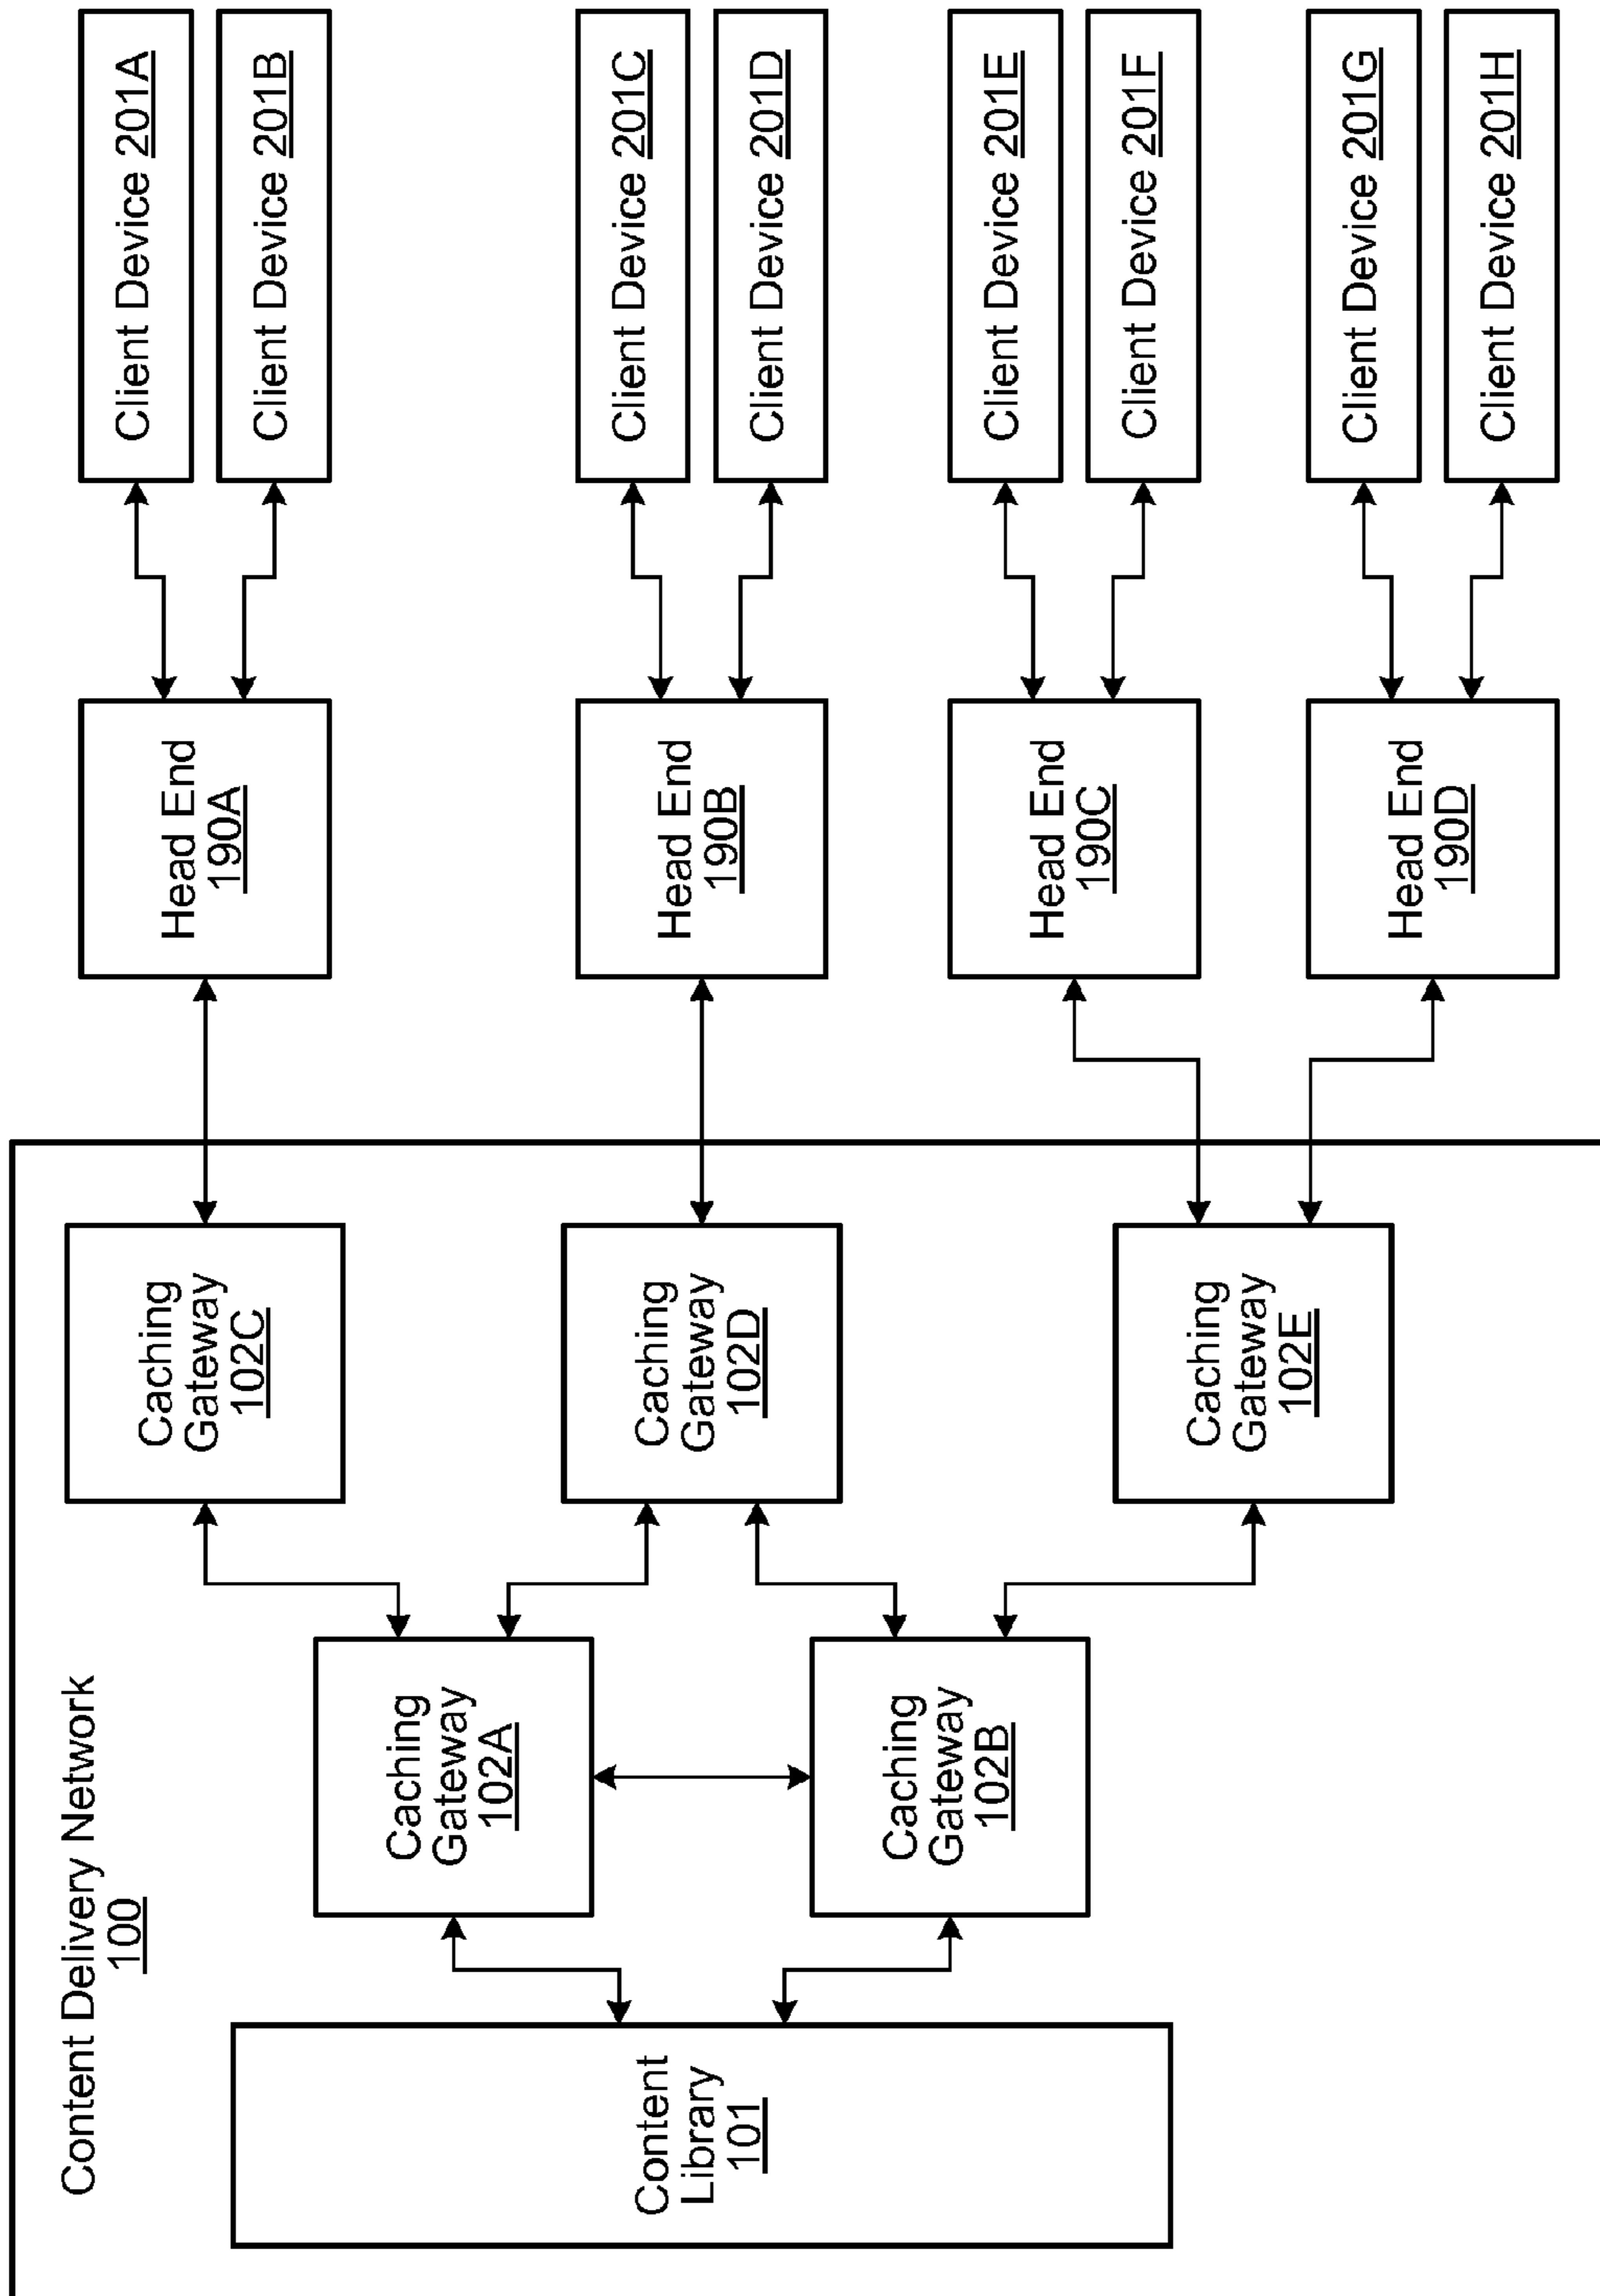 Content Delivery Network
100
Content
Library
101
Caching
Gateway
102A
Caching
Gateway
102B
Caching
Gateway
102C
Caching
Gateway
102D
Caching
Gateway
102E
Head End
190A
Head End
190B
Head End
190C
Head End
190D
Client Device 201A
Client Device 201B
Client Device 201C
Client Device 201D
Client Device 201E
Client Device 201F
Client Device 201G
Client Device 201H